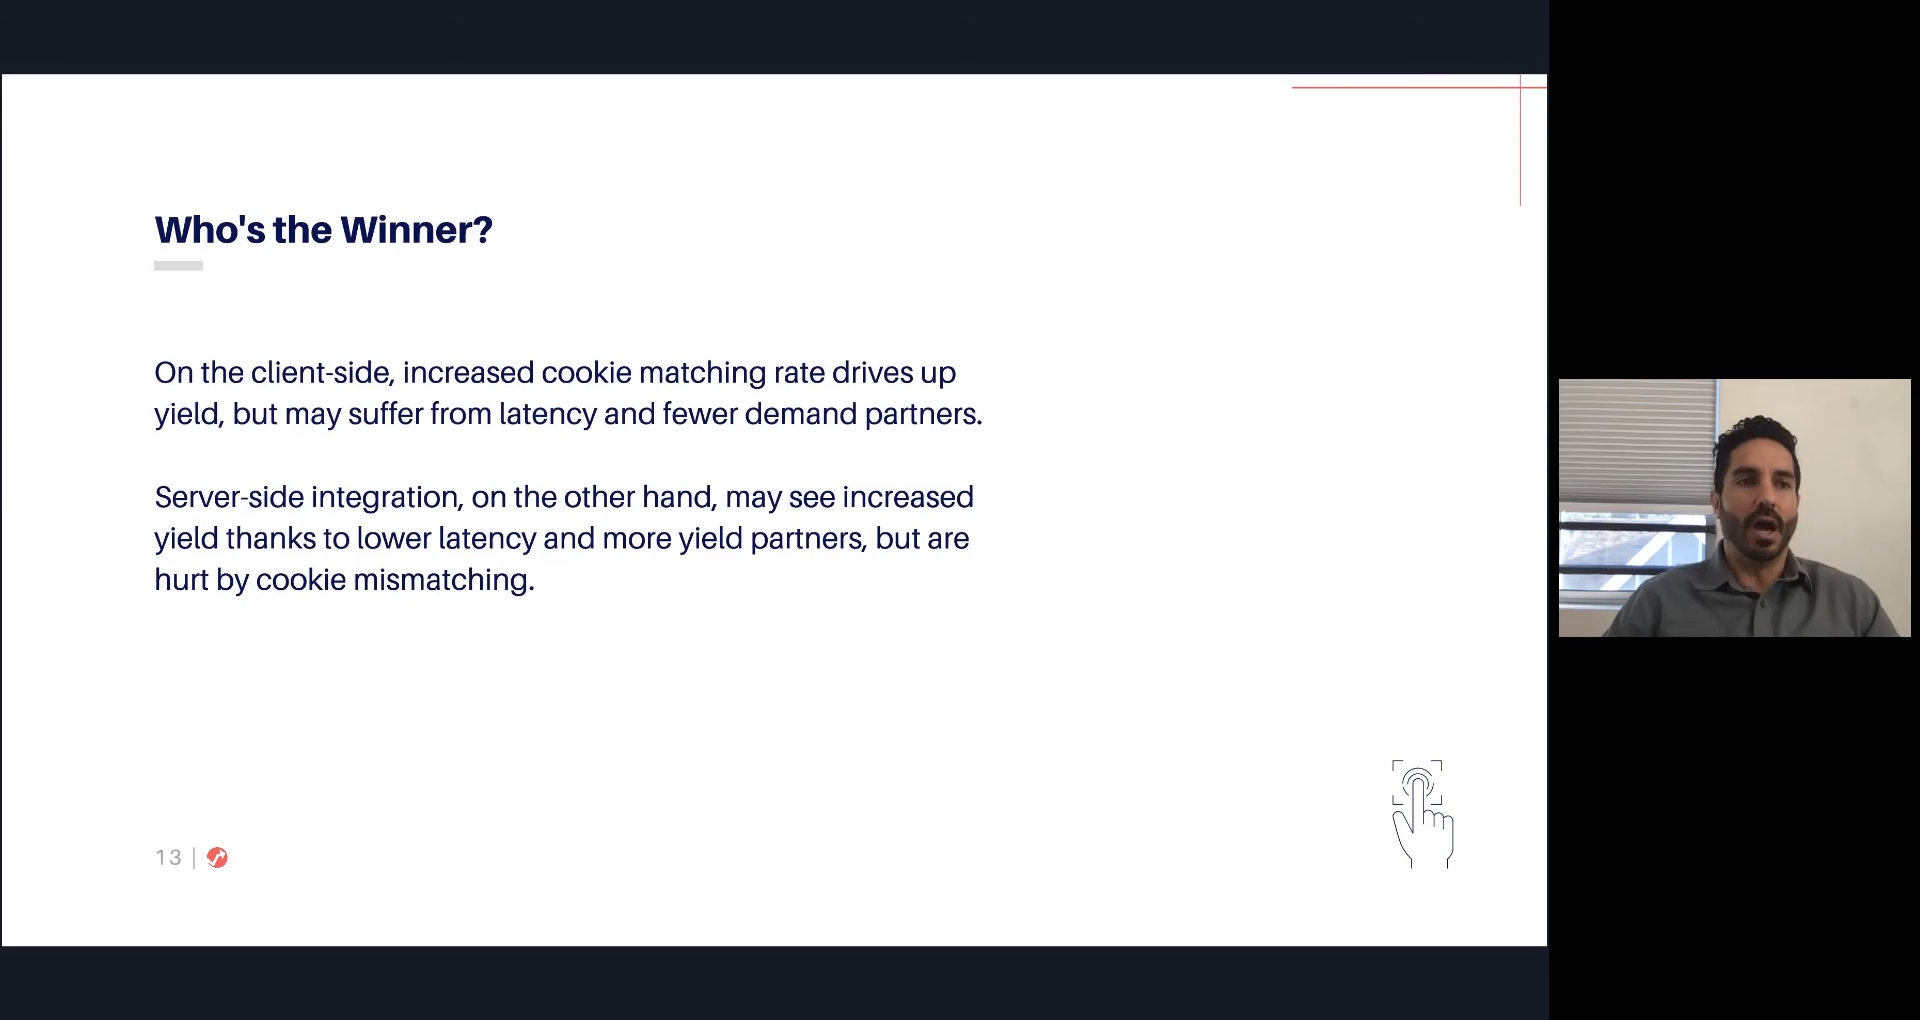 Who's the Winner?
On the client-side, increased cookie matching rate drives up
yield, but may suffer from latency and fewer demand partners.
Server-side integration, on the other hand, may see increased
yield thanks to lower latency and more yield partners, but are
hurt by cookie mismatching.
13 |